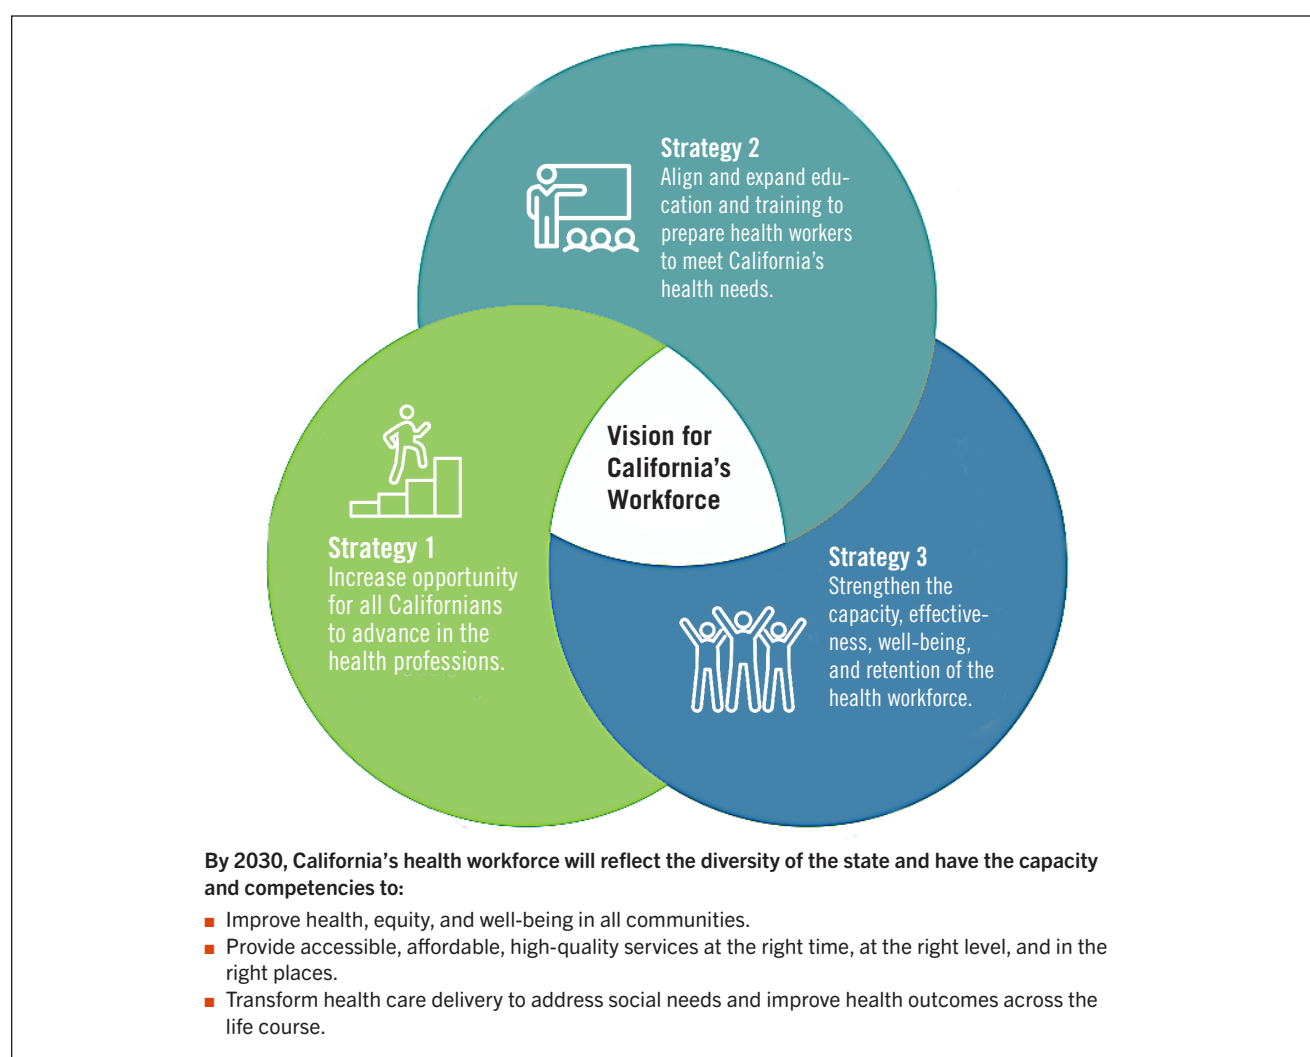 Strategy 2
Align and expand edu-
cation and training to
prepare health workers
to meet California’s
health needs.
Vision for
California’s
Workforce
Strategy 1
Increase opportunity
for all Californians
to advance in the
health professions.
Strategy 3
Strengthen the
capacity, effective-
ness, well-being,
and retention of the
health workforce.
By 2030, California’s health workforce will reflect the diversity of the state and have the capacity
and competencies to:
■ Improve health, equity, and well-being in all communities.
■ Provide accessible, affordable, high-quality services at the right time, at the right level, and in the
right places.
■ Transform health care delivery to address social needs and improve health outcomes across the
life course.